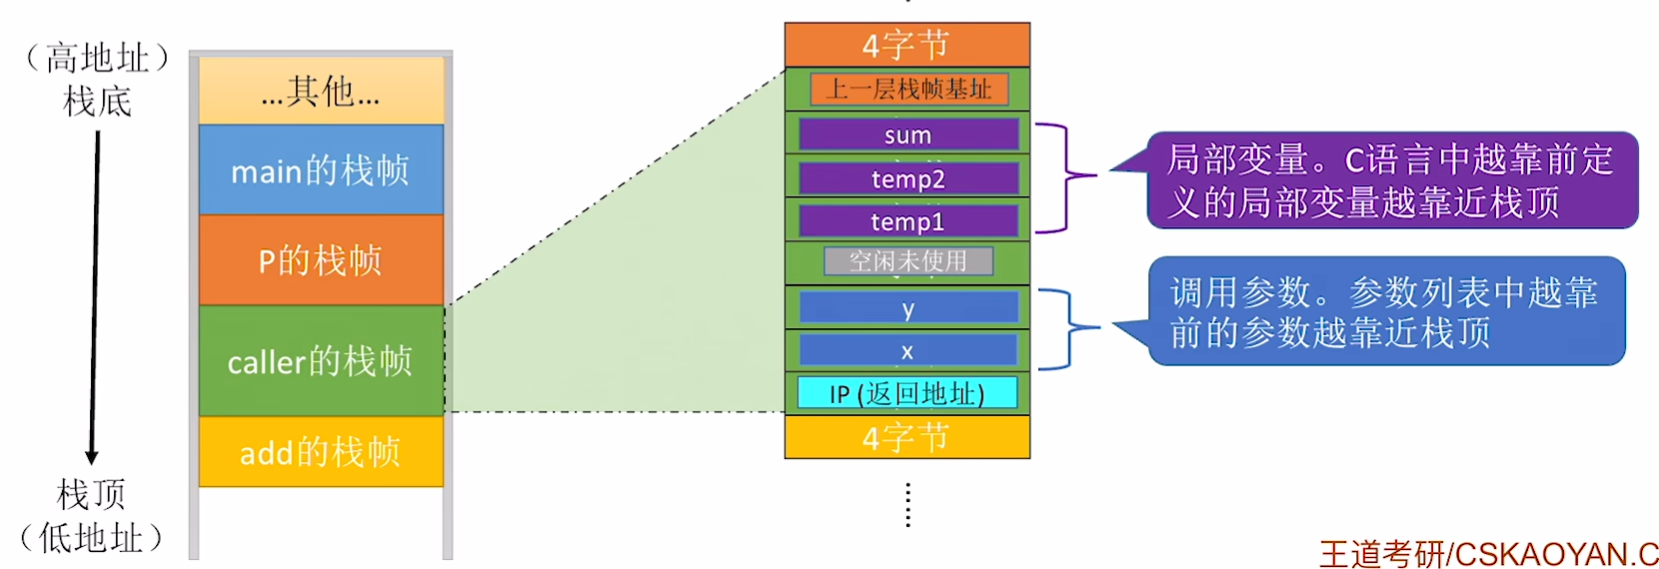 （高地址）
栈底
栈顶
（低地址）
...其他...
main的栈帧
P的栈帧
caller的栈帧
add的栈帧
4字节
上一层栈帧基址
sum
temp2
temp1
空闲未使用
y
x
IP (返回地址)
4字节
局部变量。C语言中越靠前定
义的局部变量越靠近栈顶
调用参数。参数列表中越靠
前的参数越靠近栈顶
王道考研/CSKAOYAN.C